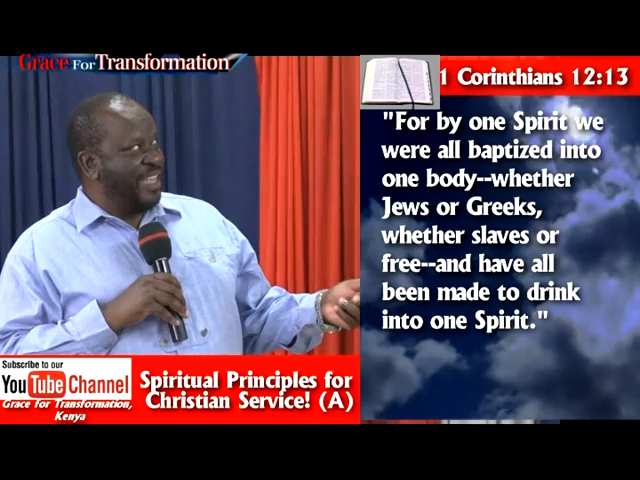 Grace For Transformation
1 Corinthians 12:13
"For by one Spirit we
were all baptized into
one body--whether
Jews or Greeks,
whether slaves or
free--and have all
been made to drink
into one Spirit."
Subscribe to our
YouTube Channel
Grace For Transformation,
Kenya
Spiritual Principles for
Christian Service! (A)